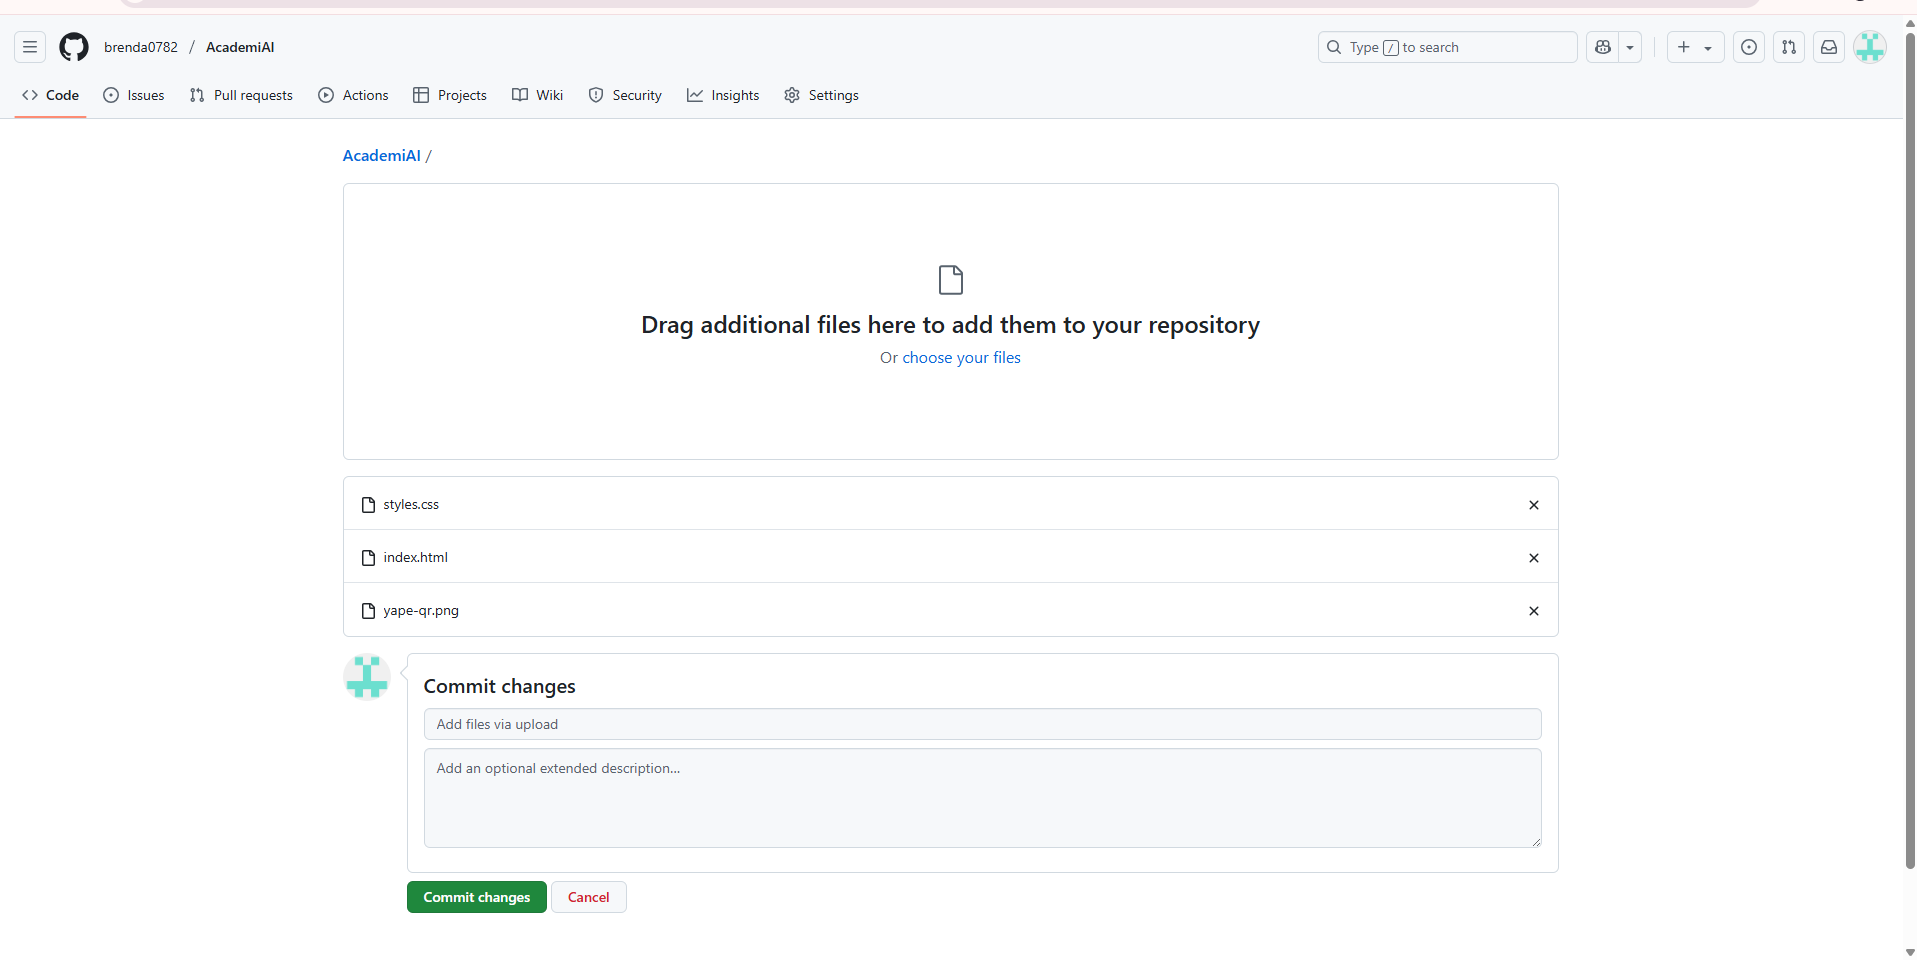 brenda0782 / AcademiAI
Type / to search
Code Issues Pull requests Actions Projects Wiki Security Insights Settings
AcademiAI /
Drag additional files here to add them to your repository
Or choose your files
styles.css
index.html
yape-qr.png
Commit changes
Add files via upload
Add an optional extended description...
Commit changes Cancel